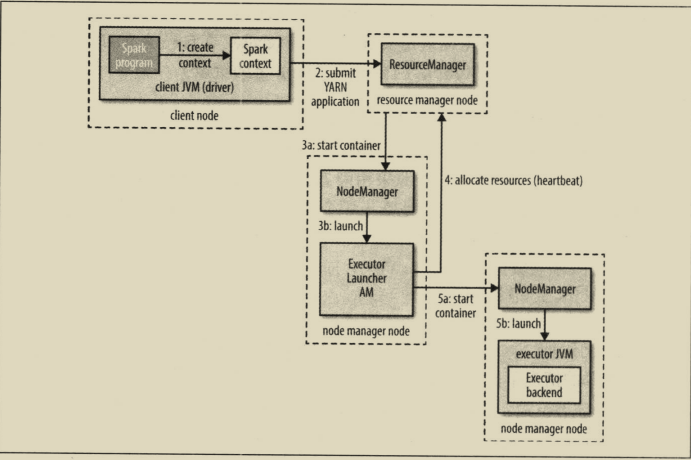 Spark
program
1: create
context
Spark
context
client JVM (driver)
client node
2: submit
YARN
application
ResourceManager
resource manager node
3a: start container
NodeManager
3b: launch
Executor
Launcher
AM
node manager node
4: allocate resources (heartbeat)
5a: start
container
NodeManager
5b: launch
executor JVM
Executor
backend
node manager node